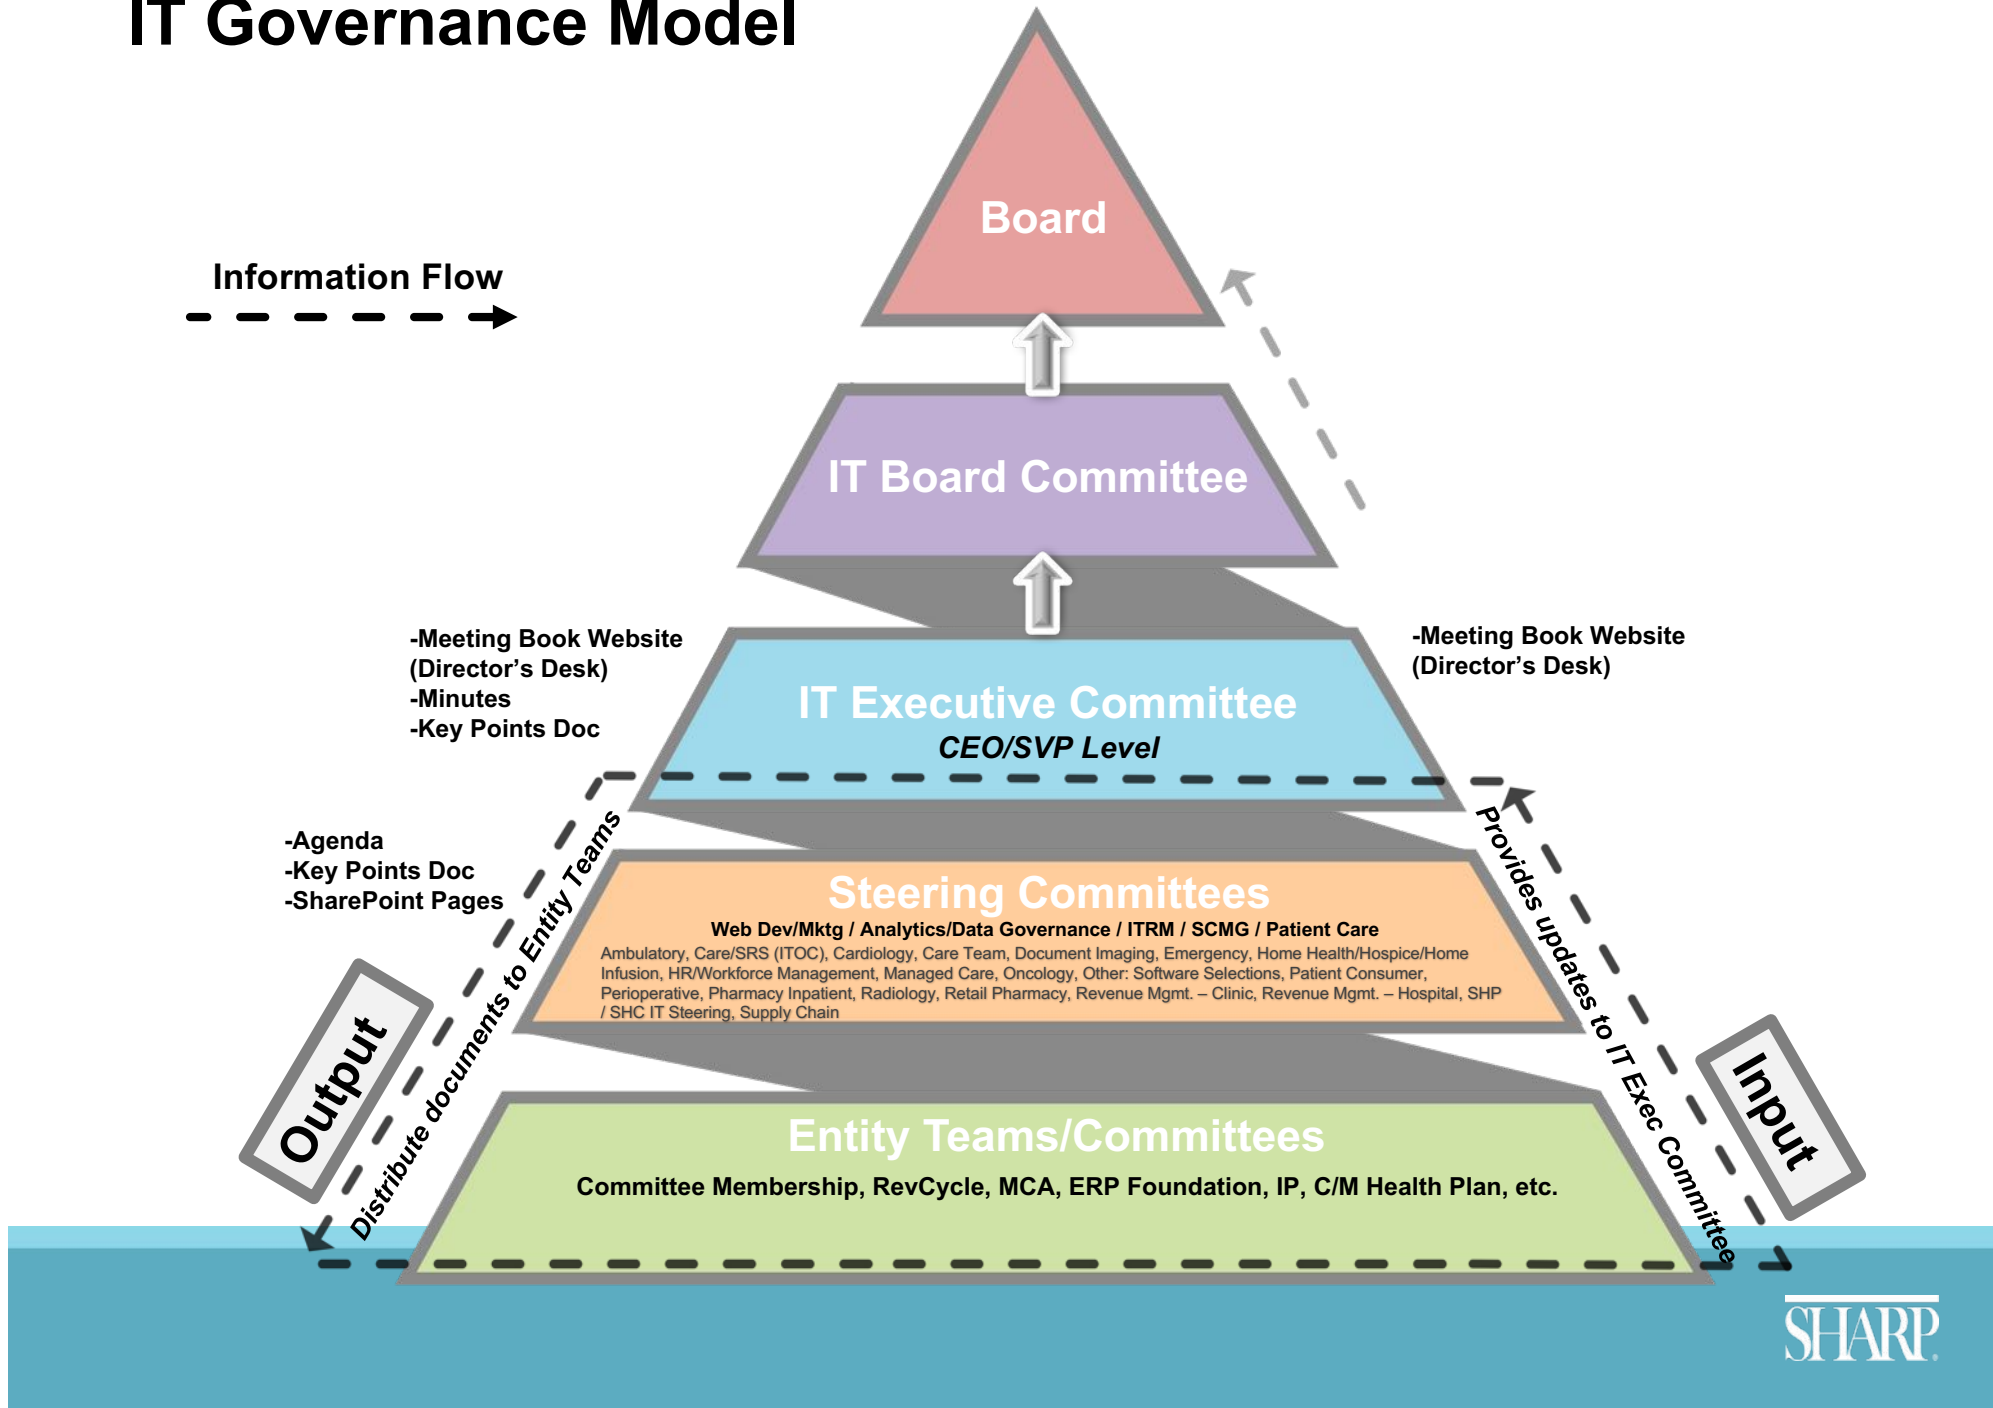 IT Governance Model
Board
Information Flow
IT Board Committee
-Meeting Book Website
(Director's Desk)
-Minutes
-Key Points Doc
-Meeting Book Website
(Director's Desk)
IT Executive Committee
CEO/SVP Level
-Agenda
-Key Points Doc
-SharePoint Pages
Distribute documents to Entity Teams
Provides updates to IT Exec Committee
Steering Committees
Web Dev/Mktg / Analytics/Data Governance / ITRM / SCMG / Patient Care
Ambulatory, Care/SRS (ITOC), Cardiology, Care Team, Document Imaging, Emergency, Home Health/Hospice/Home
Infusion, HR/Workforce Management, Managed Care, Oncology, Other: Software Selections, Patient Consumer,
Perioperative, Pharmacy Inpatient, Radiology, Retail Pharmacy, Revenue Mgmt. – Clinic, Revenue Mgmt. – Hospital, SHP
/ SHC IT Steering, Supply Chain
Output
Input
Entity Teams/Committees
Committee Membership, RevCycle, MCA, ERP Foundation, IP, C/M Health Plan, etc.
SHARP.